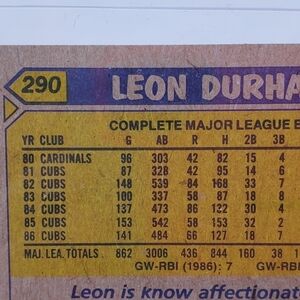 290 LEON DURHA
COMPLETE MAJOR LEAGUE B
YR CLUB G AB R H 2B 3B
80 CARDINALS 96 303 42 82 15 4
81 CUBS 87 328 42 95 14 6
82 CUBS 148 539 84 168 33 7
83 CUBS 100 337 58 87 18 8
84 CUBS 137 473 86 132 30 4
85 CUBS 153 542 58 153 32 2
86 CUBS 141 484 66 127 18 7
MAJ. LEA. TOTALS 862 3006 436 844 160 38 1
GW-RBI (1986): 7 GW-RB
Leon is know affectionat